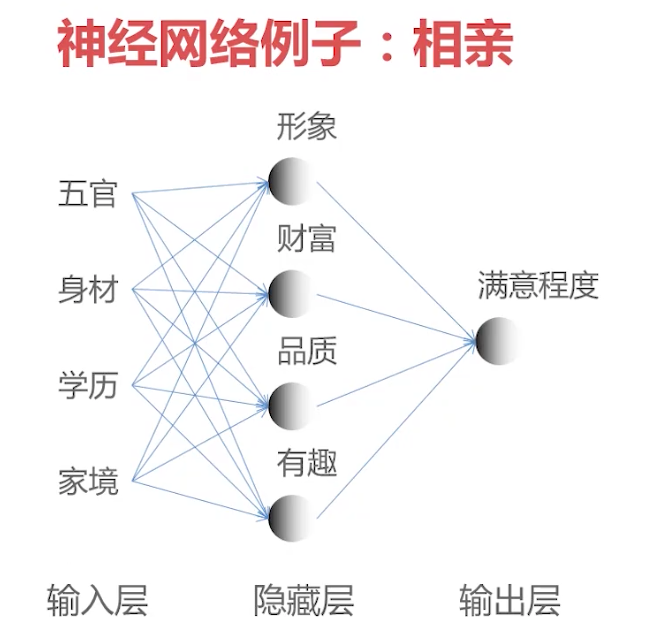 神经网络例子：相亲
形象
五官
财富
身材
满意程度
品质
学历
有趣
家境
输入层 隐藏层 输出层